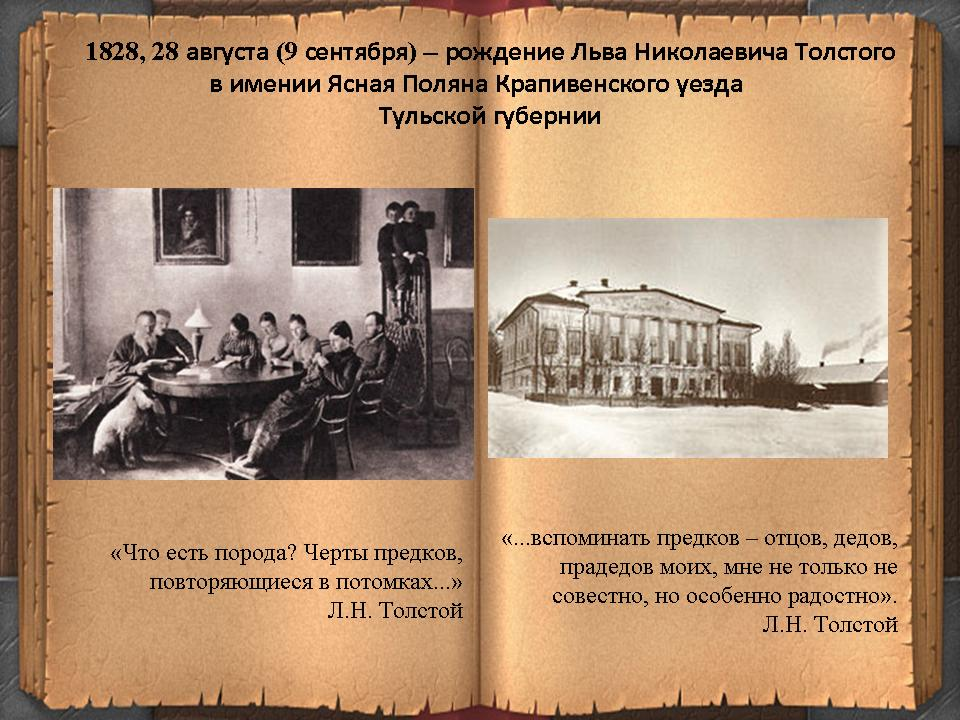 1828, 28 августа (9 сентября) – рождение Льва Николаевича Толстого
в имении Ясная Поляна Крапивенского уезда
Тульской губернии
«Что есть порода? Черты предков,
повторяющиеся в потомках...»
Л.Н. Толстой
«...вспоминать предков – отцов, дедов,
прадедов моих, мне не только не
совестно, но особенно радостно».
Л.Н. Толстой